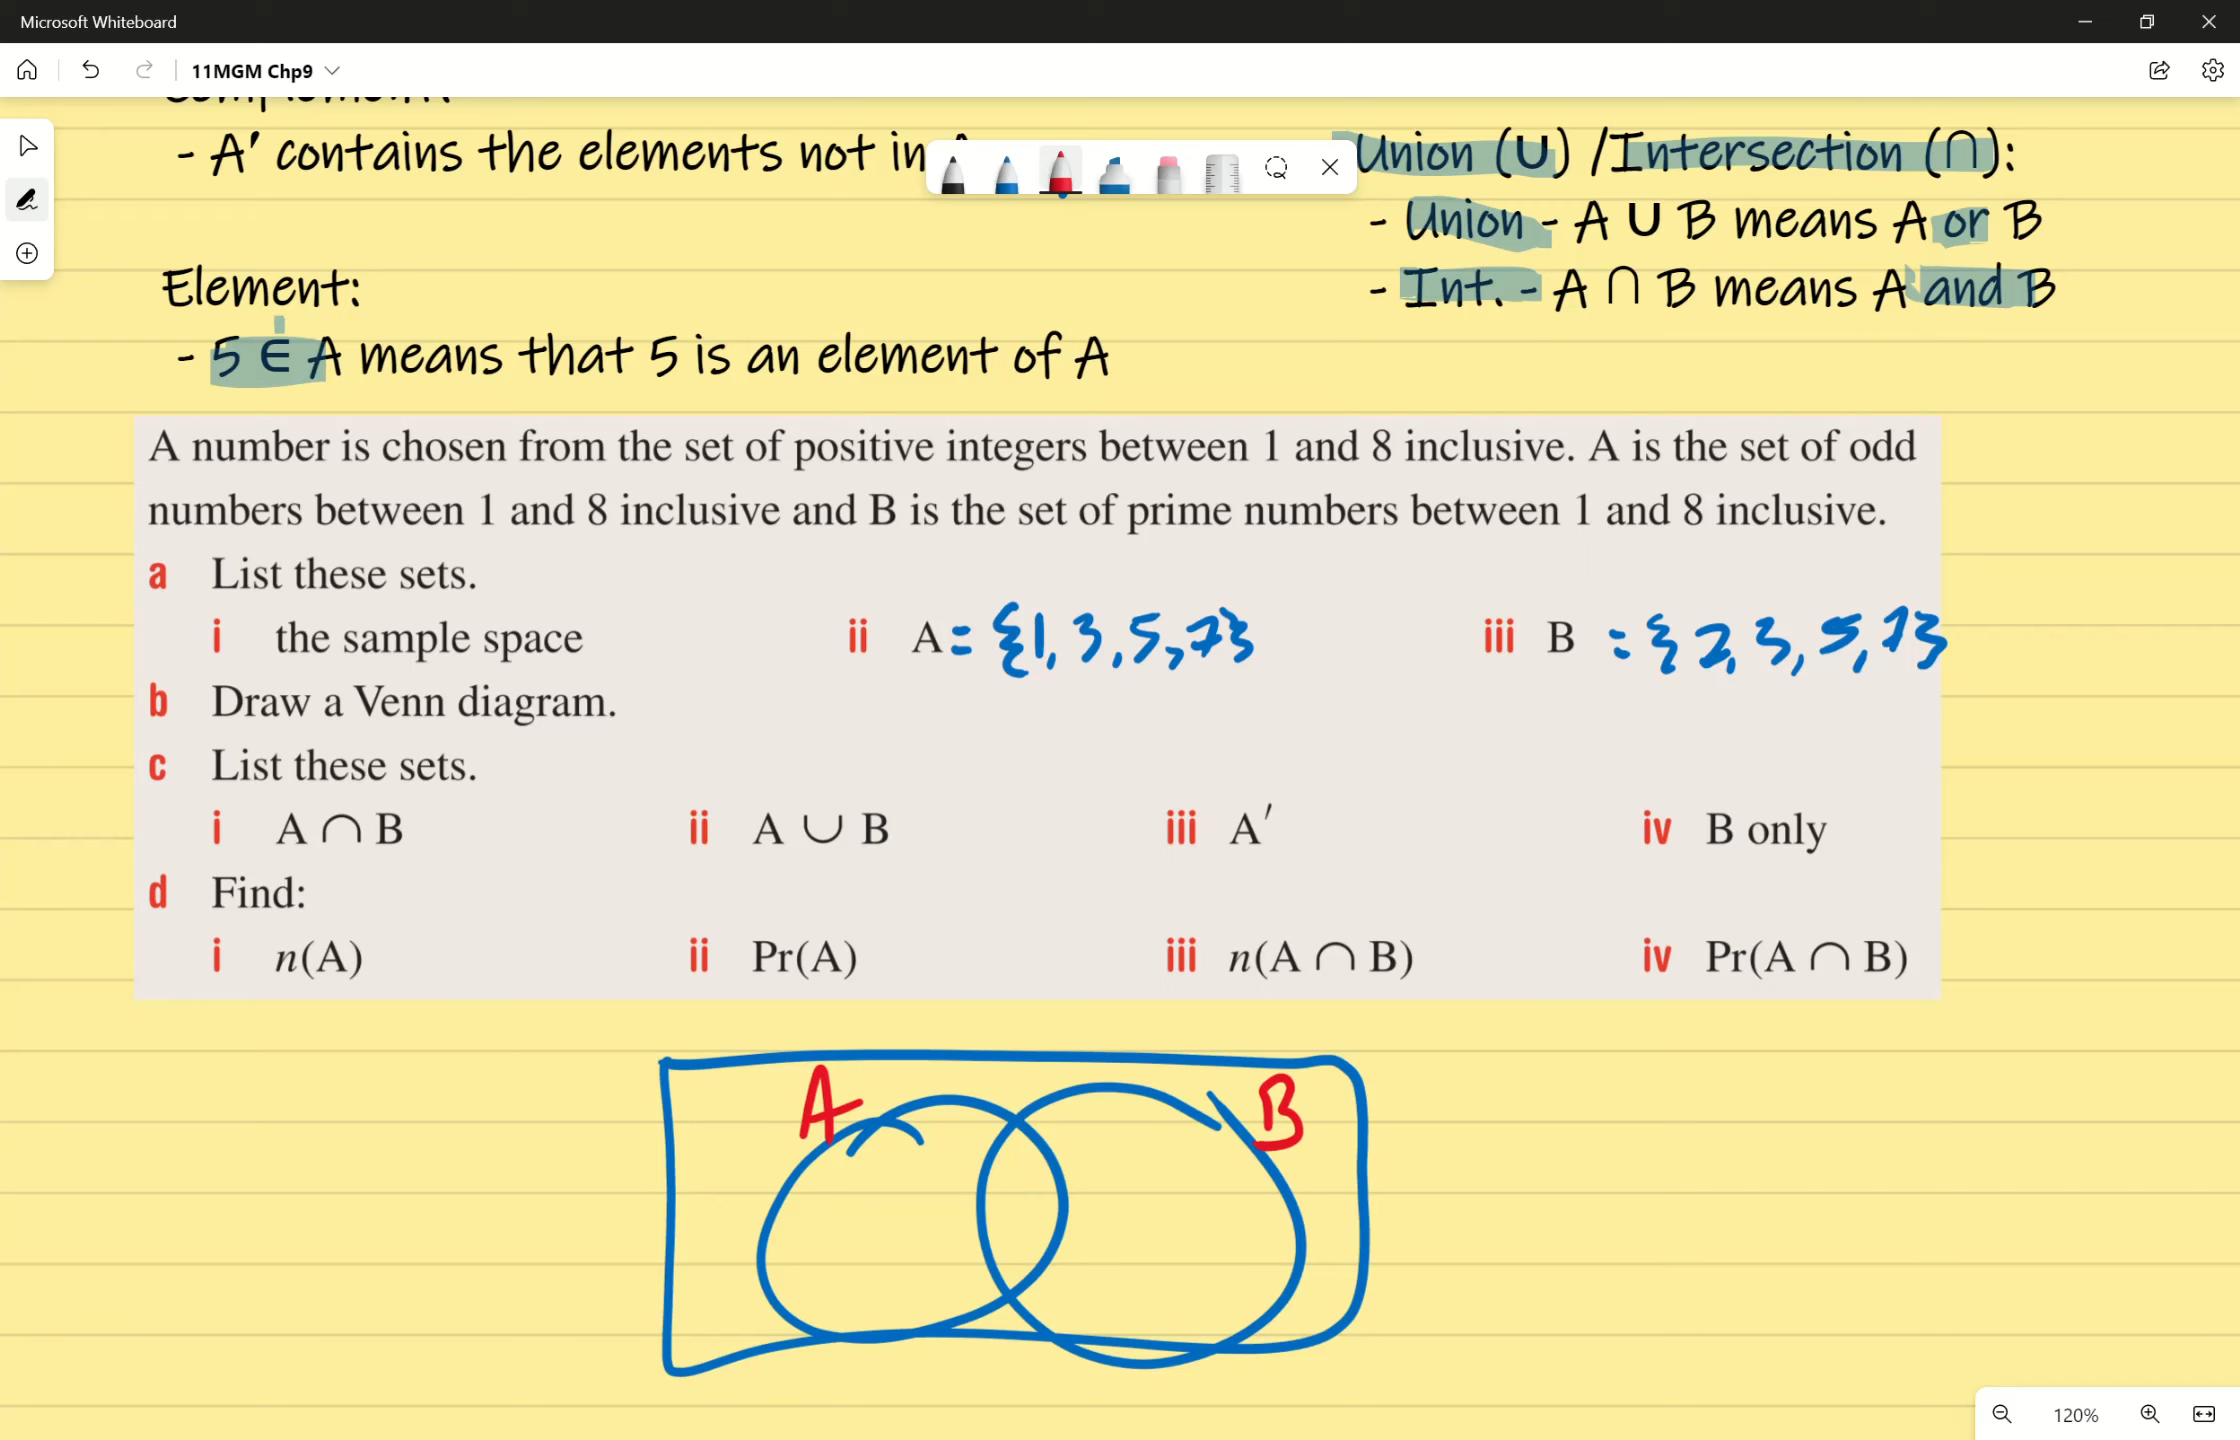 Microsoft Whiteboard
11MGM Chp9
- A' contains the elements not in
Element:
- 5 ∈ A means that 5 is an element of A
Union (∪) /Intersection (∩):
- Union - A ∪ B means A or B
- Int. - A ∩ B means A and B
A number is chosen from the set of positive integers between 1 and 8 inclusive. A is the set of odd
numbers between 1 and 8 inclusive and B is the set of prime numbers between 1 and 8 inclusive.
a List these sets.
i the sample space ii A = {1, 3, 5, 7} iii B = { 2, 3, 5, 7}
b Draw a Venn diagram.
c List these sets.
i A ∩ B ii A ∪ B iii A′ iv B only
d Find:
i n(A) ii Pr(A) iii n(A ∩ B) iv Pr(A ∩ B)
A B
120%